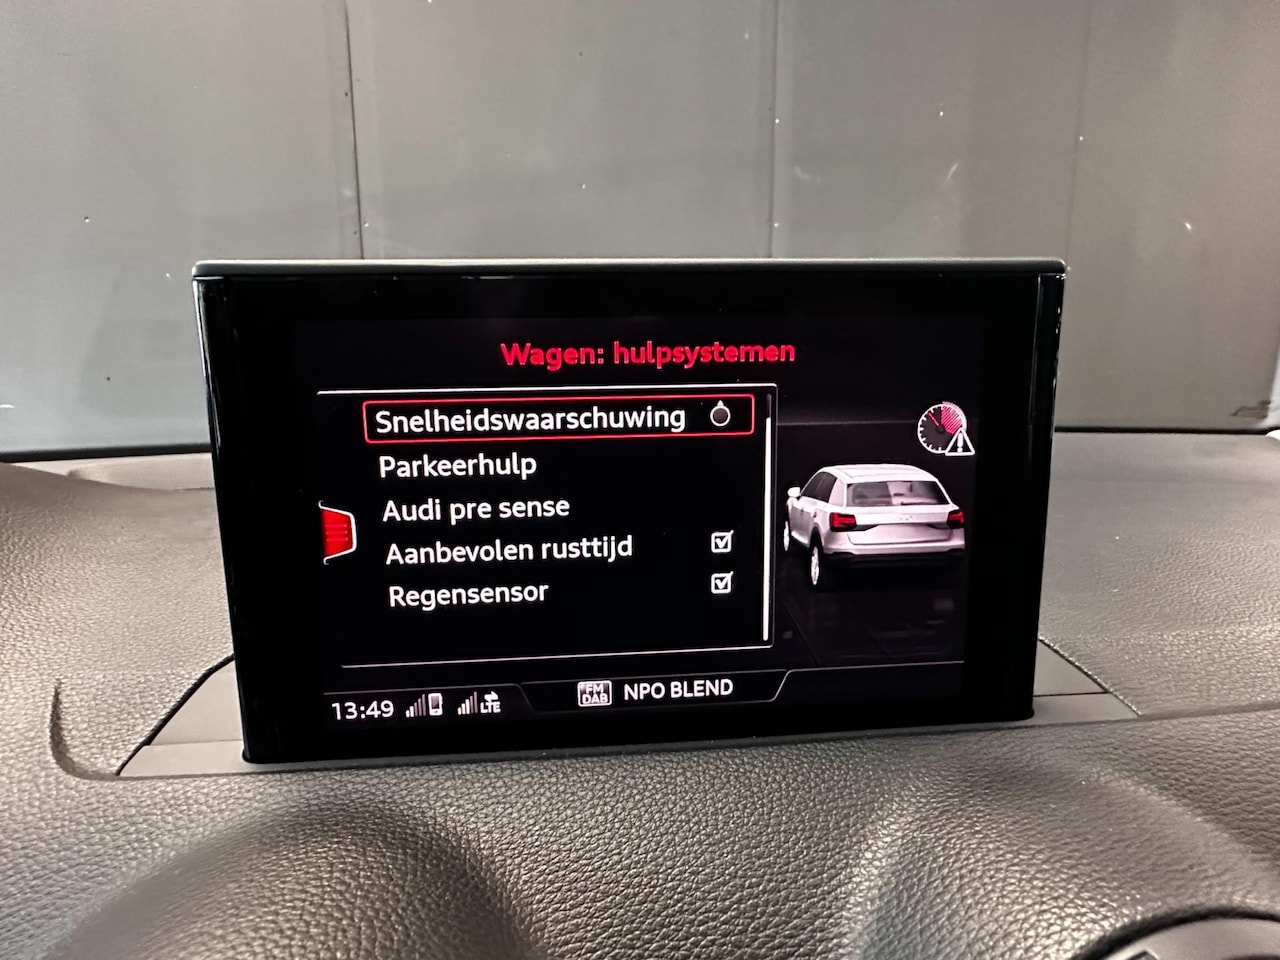 Wagen: hulpsystemen
Snelheidswaarschuwing
Parkeerhulp
Audi pre sense
Aanbevolen rusttijd
Regensensor
13:49 LTE FM DAB NPO BLEND